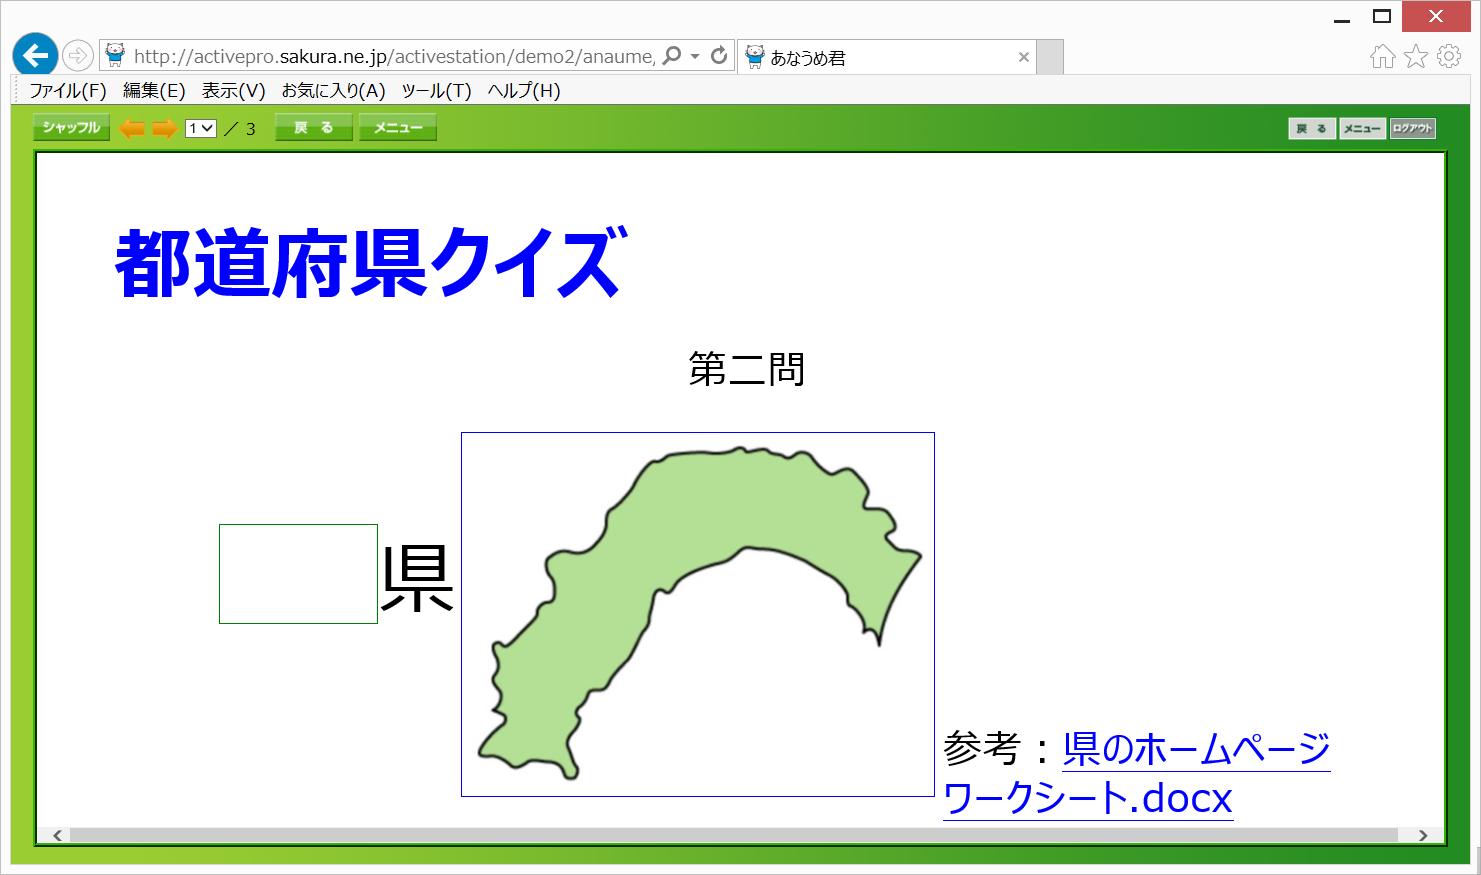 http://activepro.sakura.ne.jp/activestation/demo2/anaume,
あなうめ君
ファイル(F) 編集(E) 表示(V) お気に入り(A) ツール(T) ヘルプ(H)
シャッフル 1 ／ 3 戻 る メニュー 戻 る メニュー ログアウト
都道府県クイズ
第二問
県
参考：県のホームページ
ワークシート.docx